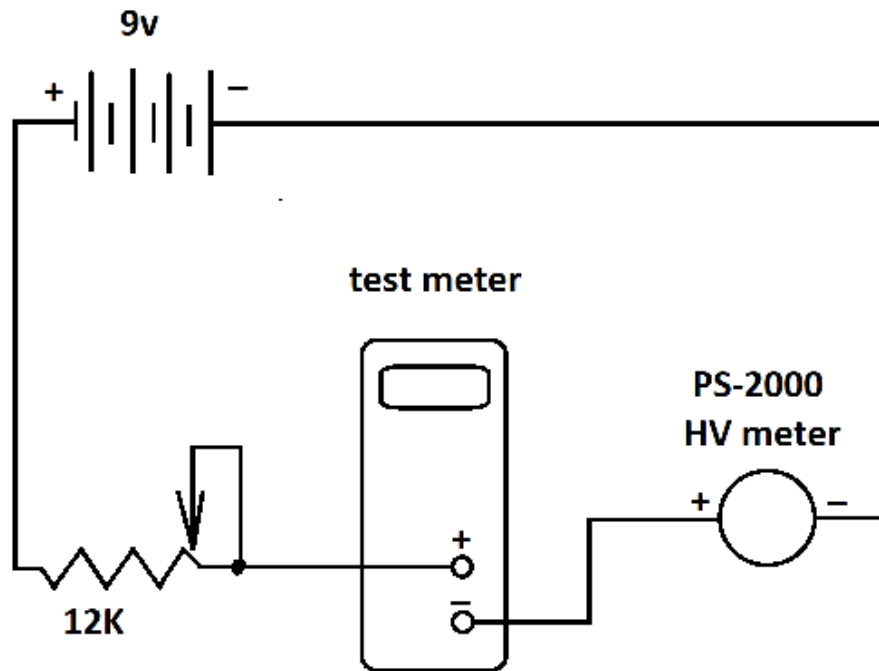 9v
+ –
test meter
PS-2000
HV meter
+ –
+
–
12K